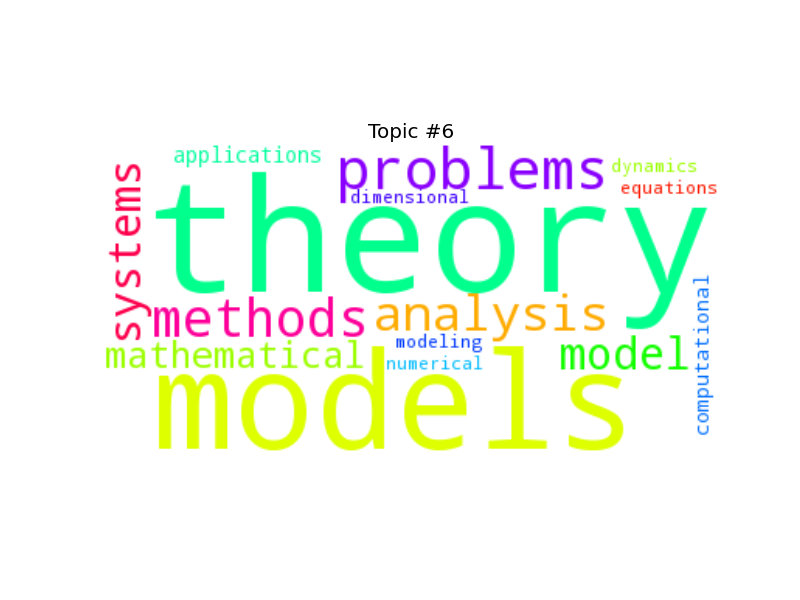 Topic #6
applications
problems
dynamics
equations
dimensional
systems
theory
methods
analysis
computational
mathematical
modeling
numerical
model
models